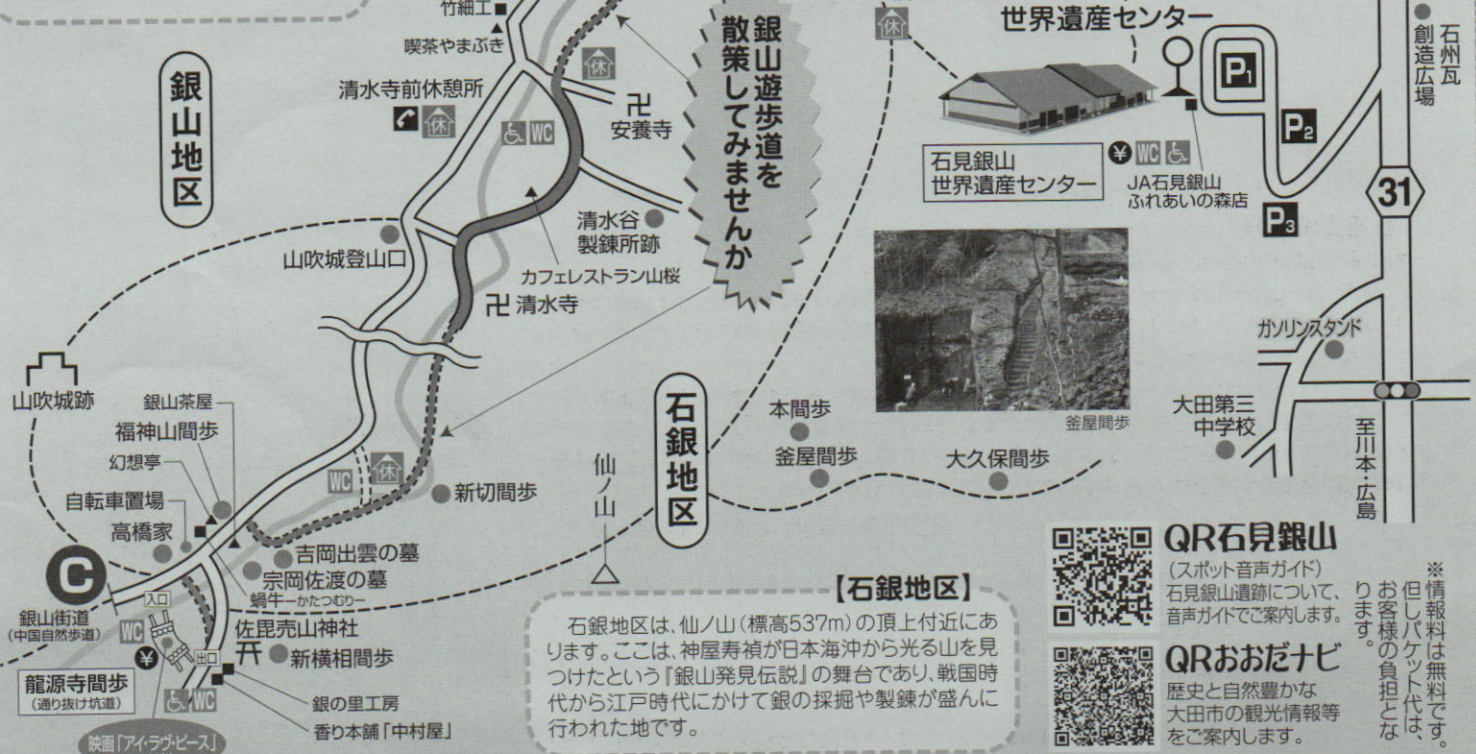 竹細工
喫茶やまぶき
銀山地区
清水寺前休憩所
休
休
WC
安養寺
銀山遊歩道を
散策してみませんか
休
世界遺産センター
石見銀山
世界遺産センター
¥ WC
JA石見銀山
ふれあいの森店
P1
P2
P3
31
石州瓦
創造広場
清水谷
製錬所跡
山吹城登山口
カフェレストラン山桜
清水寺
釜屋間歩
ガソリンスタンド
大田第三
中学校
至川本・広島
山吹城跡
銀山茶屋
福神山間歩
幻想亭
自転車置場
高橋家
WC
休
新切間歩
仙ノ山
石銀地区
本間歩
釜屋間歩
大久保間歩
C
銀山街道
(中国自然歩道)
吉岡出雲の墓
宗岡佐渡の墓
蝸牛ーかたつむりー
入口
WC
¥
佐毘売山神社
出口
新横相間歩
龍源寺間歩
(通り抜け坑道)
WC
銀の里工房
香り本舗「中村屋」
映画「アイ・ラヴ・ピース」
【石銀地区】
石銀地区は、仙ノ山(標高537m)の頂上付近にあ
ります。ここは、神屋寿禎が日本海沖から光る山を見
つけたという『銀山発見伝説』の舞台であり、戦国時
代から江戸時代にかけて銀の採掘や製錬が盛んに
行われた地です。
QR石見銀山
(スポット音声ガイド)
石見銀山遺跡について、
音声ガイドでご案内します。
QRおおだナビ
歴史と自然豊かな
大田市の観光情報等
をご案内します。
※情報料は無料です。
但しパケット代は、
お客様の負担とな
ります。